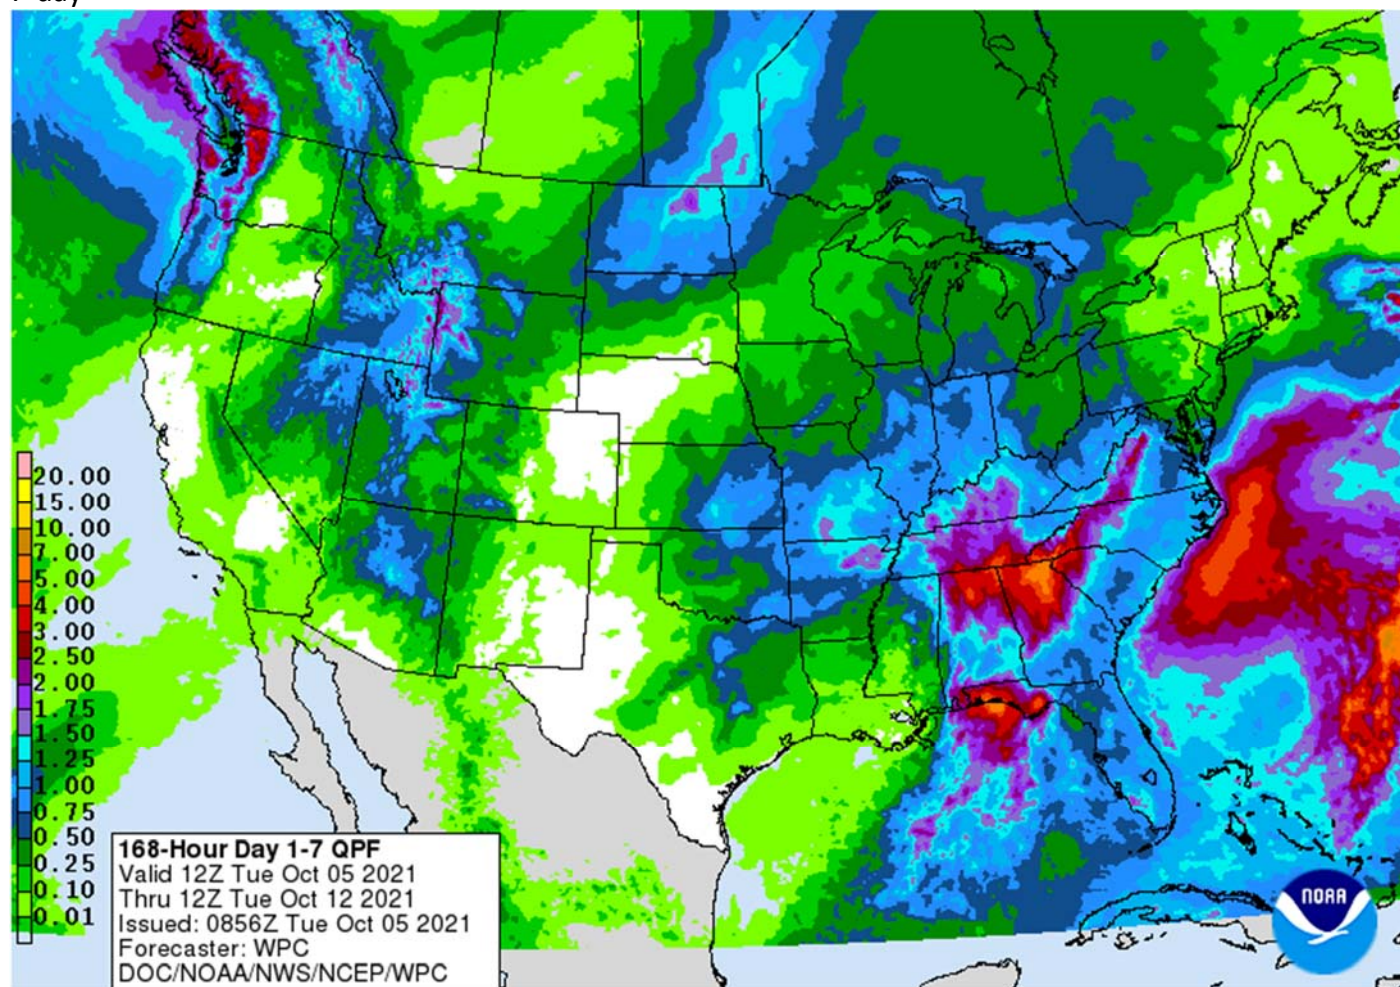 20.00
15.00
10.00
7.00
5.00
4.00
3.00
2.50
2.00
1.75
1.50
1.25
1.00
0.75
0.50
0.25
0.10
0.01
168-Hour Day 1-7 QPF
Valid 12Z Tue Oct 05 2021
Thru 12Z Tue Oct 12 2021
Issued: 0856Z Tue Oct 05 2021
Forecaster: WPC
DOC/NOAA/NWS/NCEP/WPC
NOAA